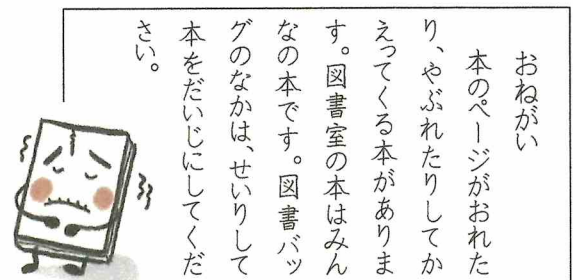 おねがい
本のページがおれた
り、やぶれたりしてか
えってくる本がありま
す。図書室の本はみん
なの本です。図書バッ
グのなかは、せいりして
本をだいじにしてくだ
さい。